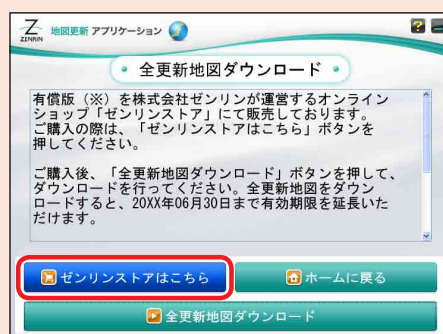 ZENRIN 地図更新 アプリケーション
全更新地図ダウンロード
有償版（※）を株式会社ゼンリンが運営するオンライン
ショップ「ゼンリンストア」にて販売しております。
ご購入の際は、「ゼンリンストアはこちら」ボタンを
押してください。
ご購入後、「全更新地図ダウンロード」ボタンを押して、
ダウンロードを行ってください。全更新地図をダウン
ロードすると、20XX年06月30日まで有効期限を延長いた
だけます。
ゼンリンストアはこちら
ホームに戻る
全更新地図ダウンロード